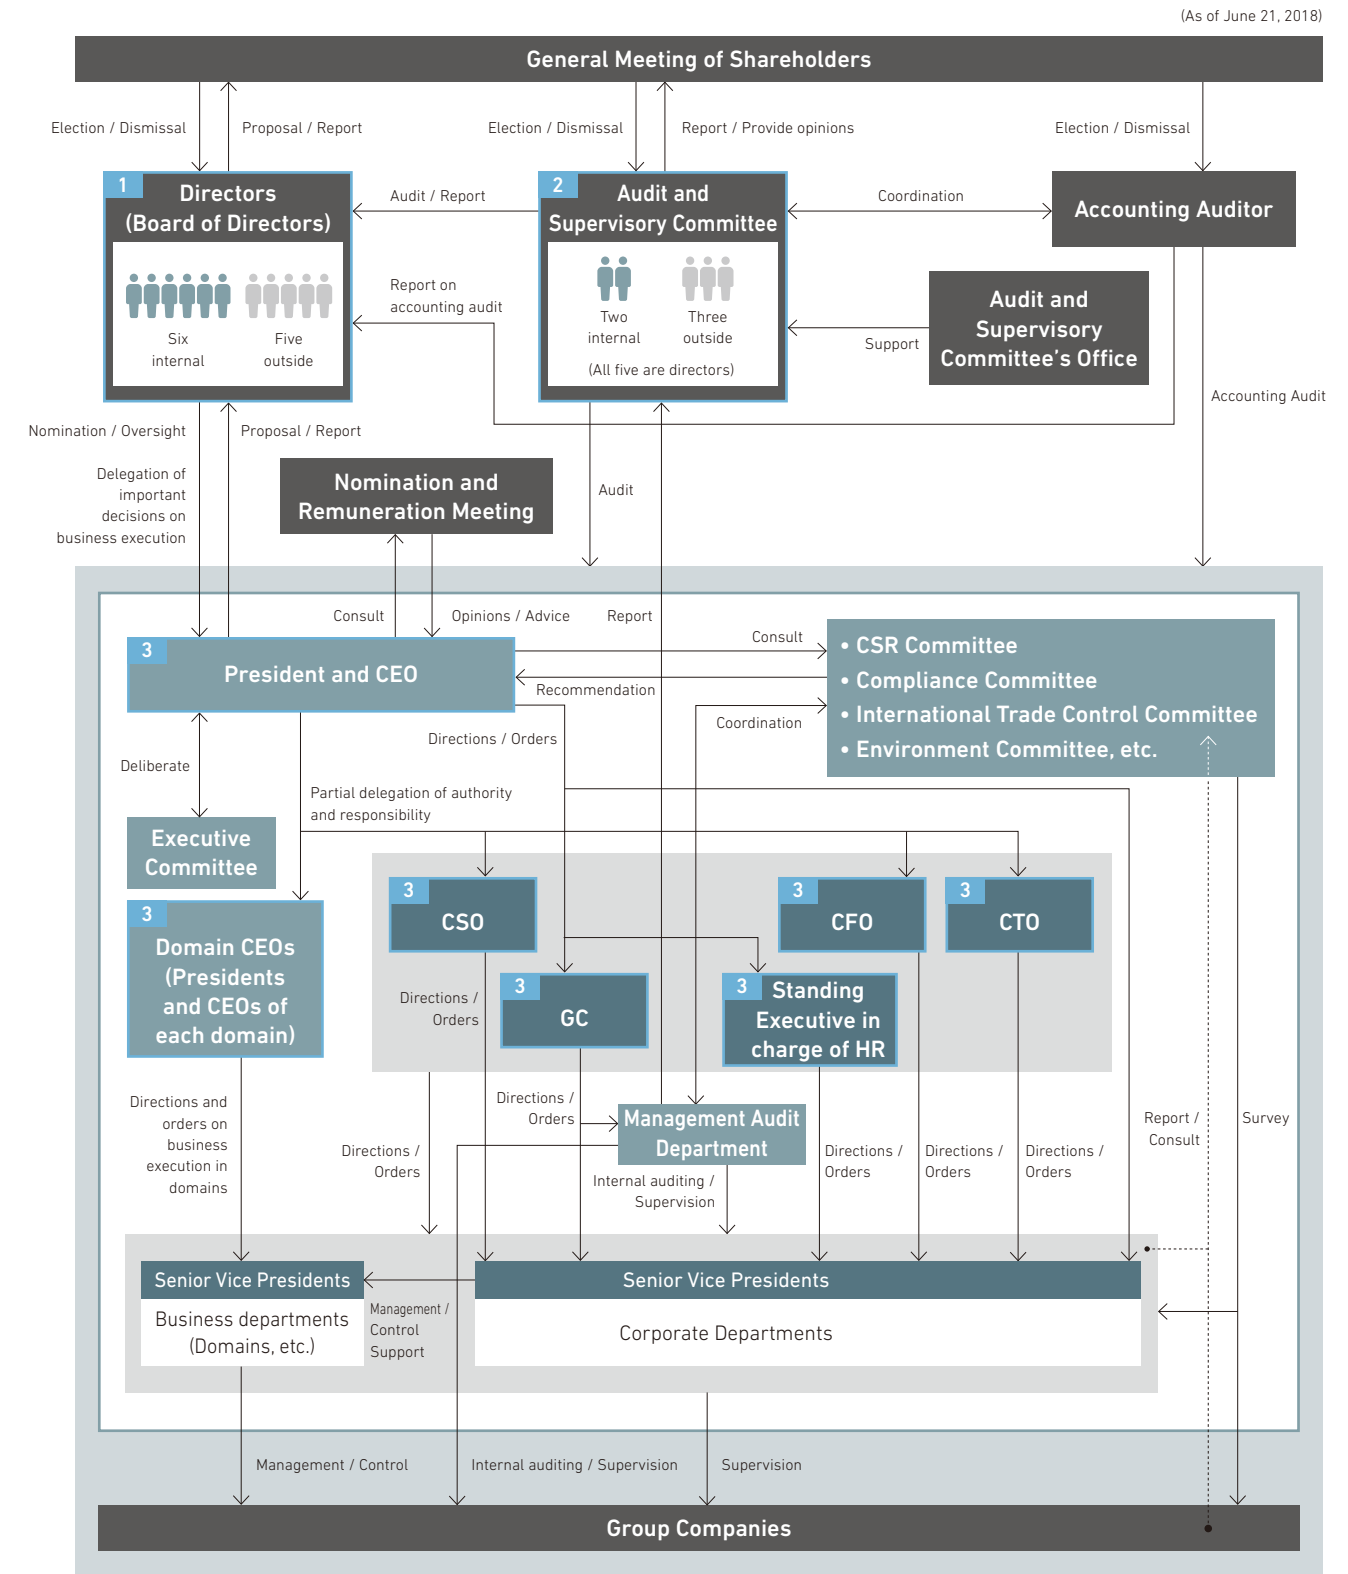 (As of June 21, 2018)
General Meeting of Shareholders
Election / Dismissal
Proposal / Report
Election / Dismissal
Report / Provide opinions
Election / Dismissal
1
Directors
(Board of Directors)
Six
internal
Five
outside
Audit / Report
Report on
accounting audit
2
Audit and
Supervisory Committee
Two
internal
Three
outside
(All five are directors)
Coordination
Accounting Auditor
Support
Audit and
Supervisory
Committee's Office
Accounting Audit
Nomination / Oversight
Delegation of
important
decisions on
business execution
Proposal / Report
Nomination and
Remuneration Meeting
Audit
Consult
Opinions / Advice
Report
3
President and CEO
Consult
Recommendation
Coordination
• CSR Committee
• Compliance Committee
• International Trade Control Committee
• Environment Committee, etc.
Directions / Orders
Deliberate
Partial delegation of authority
and responsibility
Executive
Committee
3
Domain CEOs
(Presidents
and CEOs of
each domain)
3
CSO
3
CFO
3
CTO
Directions /
Orders
3
GC
3
Standing
Executive in
charge of HR
Directions and
orders on
business
execution in
domains
Directions /
Orders
Directions /
Orders
Management Audit
Department
Internal auditing /
Supervision
Directions /
Orders
Directions /
Orders
Directions /
Orders
Report /
Consult
Survey
Senior Vice Presidents
Business departments
(Domains, etc.)
Management /
Control
Support
Senior Vice Presidents
Corporate Departments
Management / Control
Internal auditing / Supervision
Supervision
Group Companies